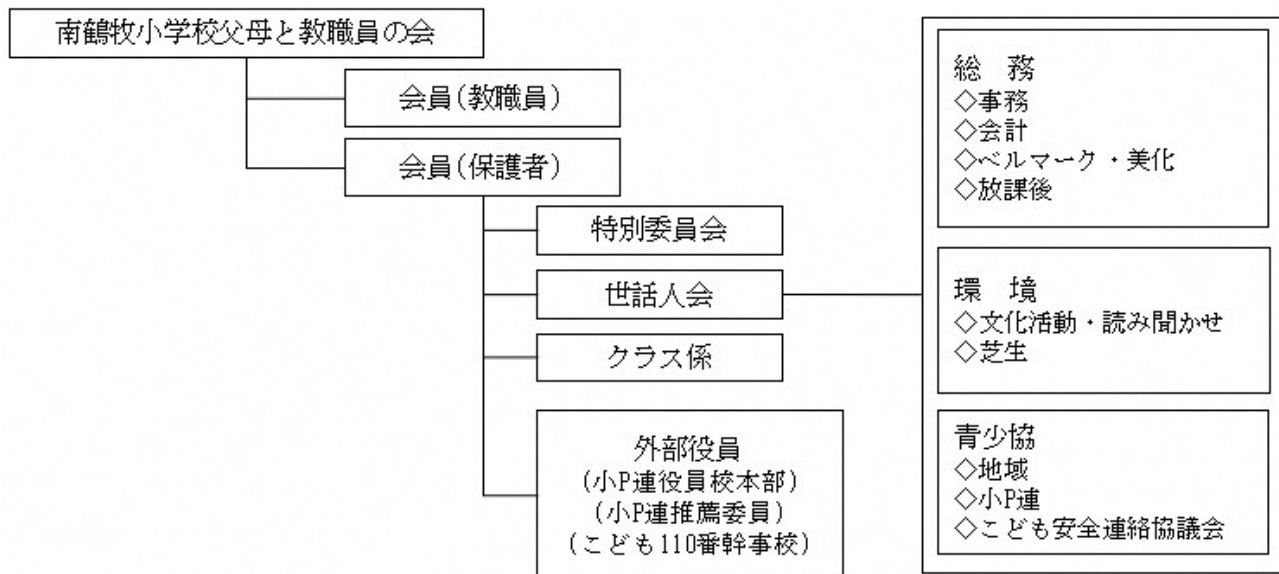 南鶴牧小学校父母と教職員の会
会員(教職員)
会員(保護者)
特別委員会
世話人会
クラス係
外部役員
(小P連役員校本部)
(小P連推薦委員)
(こども110番幹事校)
総　務
◇事務
◇会計
◇ベルマーク・美化
◇放課後
環　境
◇文化活動・読み聞かせ
◇芝生
青少協
◇地域
◇小P連
◇こども安全連絡協議会